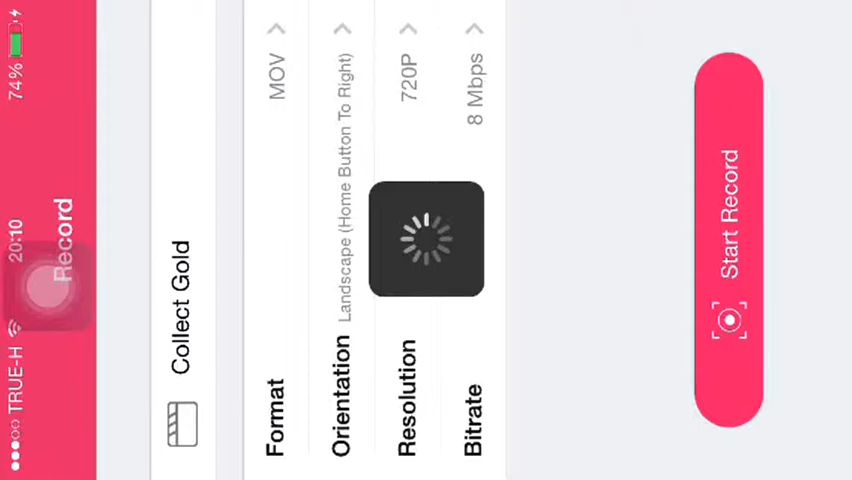 TRUE-H 20:10 74%
Record
Collect Gold
Format MOV
Orientation Landscape (Home Button To Right)
Resolution 720P
Bitrate 8 Mbps
Start Record